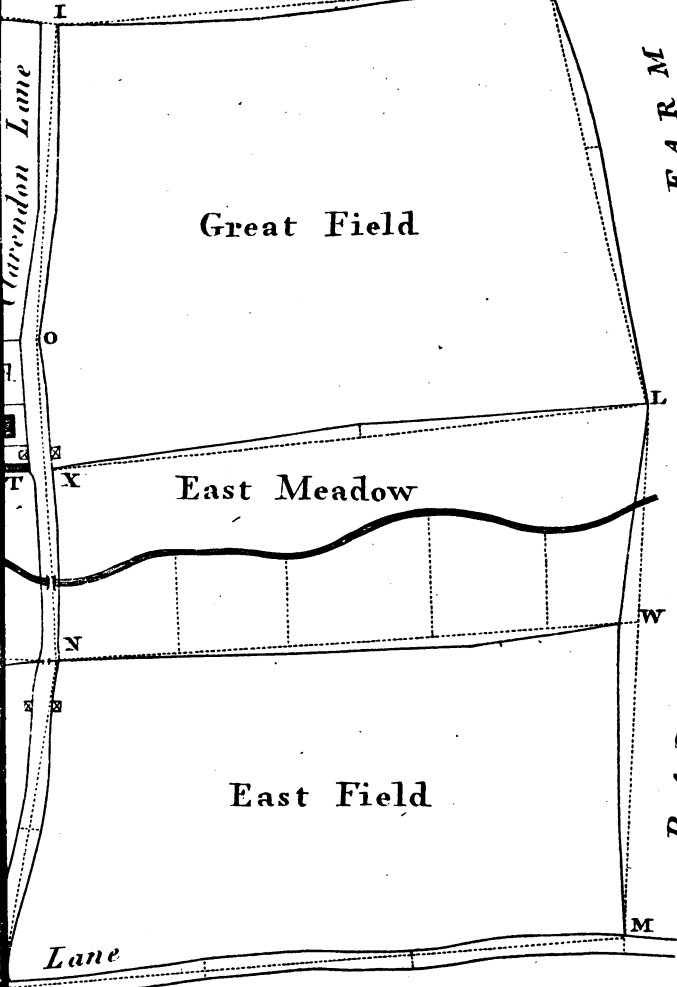 I
Clarendon Lane
F A R M
Great Field
O
L
T
X
East Meadow
W
N
East Field
M
Lane